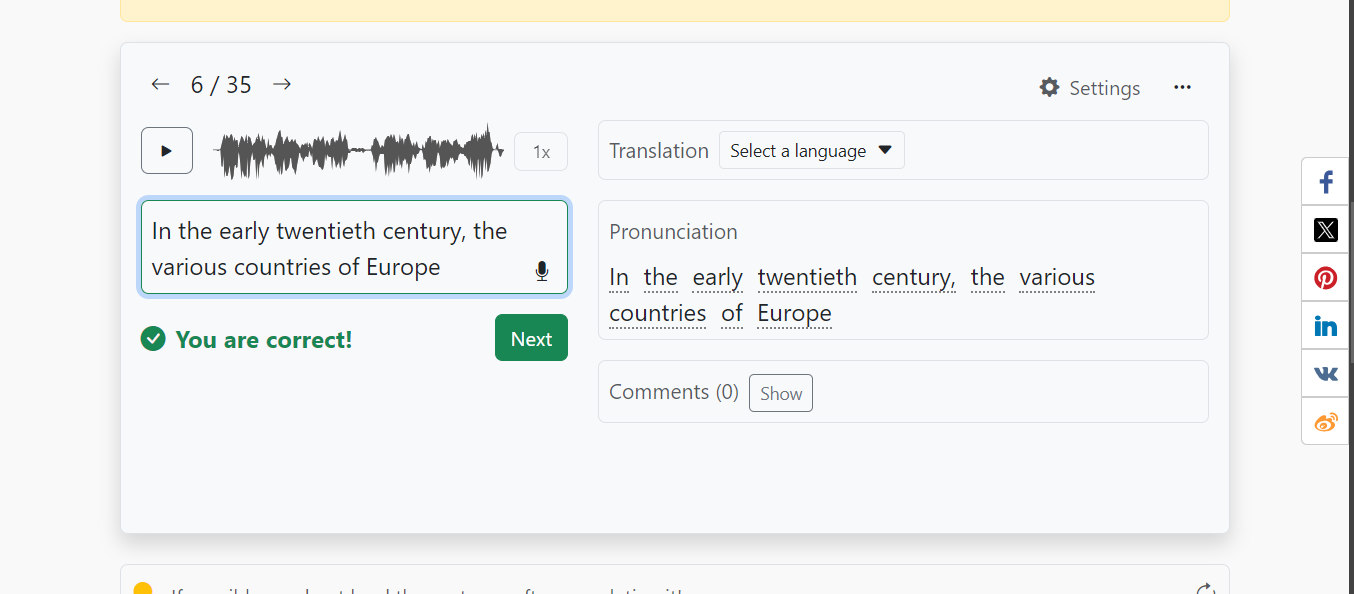 6 / 35
Settings
1x
Translation Select a language
In the early twentieth century, the
various countries of Europe
Pronunciation
In the early twentieth century, the various
countries of Europe
You are correct!
Next
Comments (0) Show